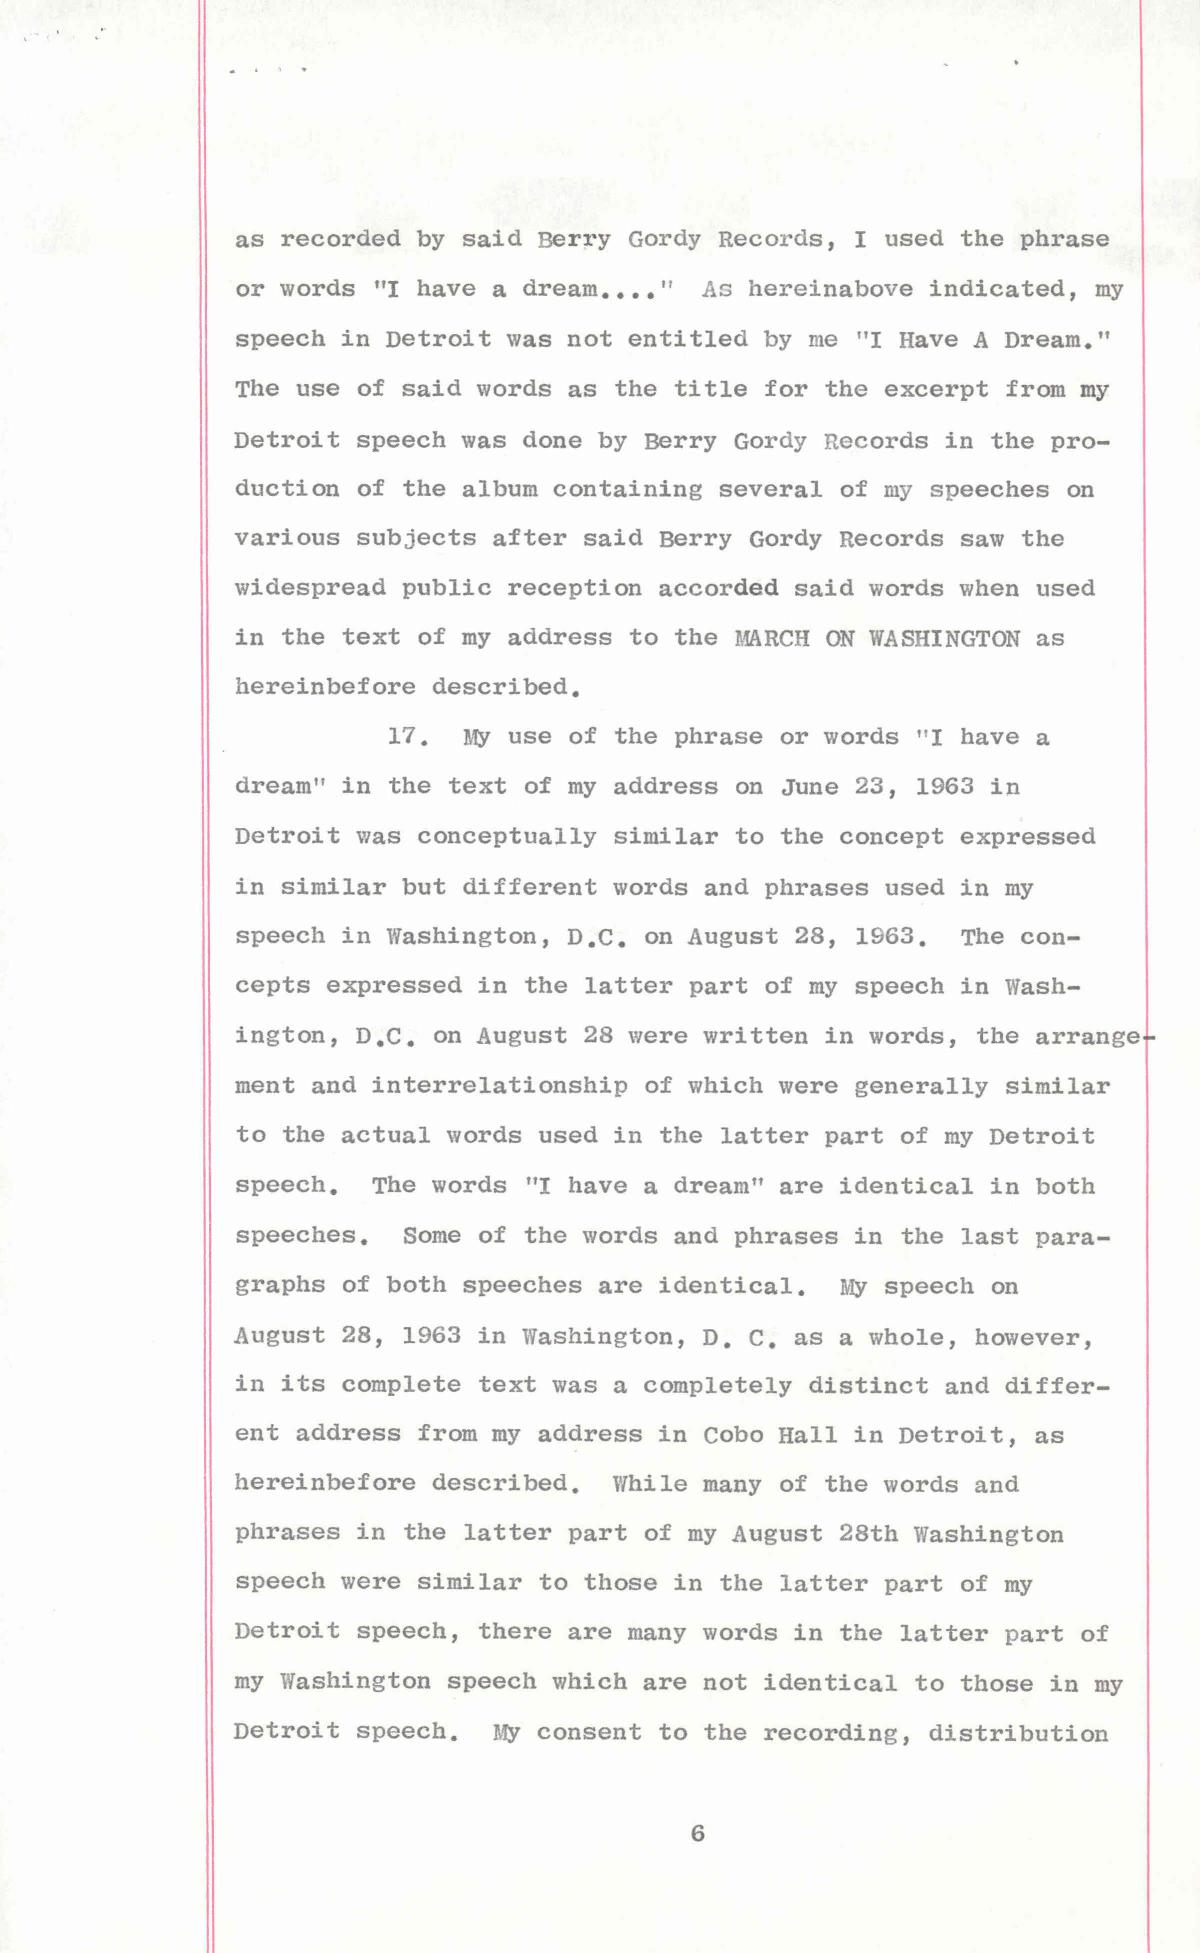 as recorded by said Berry Gordy Records, I used the phrase
or words "I have a dream...." As hereinabove indicated, my
speech in Detroit was not entitled by me "I Have A Dream."
The use of said words as the title for the excerpt from my
Detroit speech was done by Berry Gordy Records in the pro-
duction of the album containing several of my speeches on
various subjects after said Berry Gordy Records saw the
widespread public reception accorded said words when used
in the text of my address to the MARCH ON WASHINGTON as
hereinbefore described.
17. My use of the phrase or words "I have a
dream" in the text of my address on June 23, 1963 in
Detroit was conceptually similar to the concept expressed
in similar but different words and phrases used in my
speech in Washington, D.C. on August 28, 1963. The con-
cepts expressed in the latter part of my speech in Wash-
ington, D.C. on August 28 were written in words, the arrange-
ment and interrelationship of which were generally similar
to the actual words used in the latter part of my Detroit
speech. The words "I have a dream" are identical in both
speeches. Some of the words and phrases in the last para-
graphs of both speeches are identical. My speech on
August 28, 1963 in Washington, D. C. as a whole, however,
in its complete text was a completely distinct and differ-
ent address from my address in Cobo Hall in Detroit, as
hereinbefore described. While many of the words and
phrases in the latter part of my August 28th Washington
speech were similar to those in the latter part of my
Detroit speech, there are many words in the latter part of
my Washington speech which are not identical to those in my
Detroit speech. My consent to the recording, distribution
6